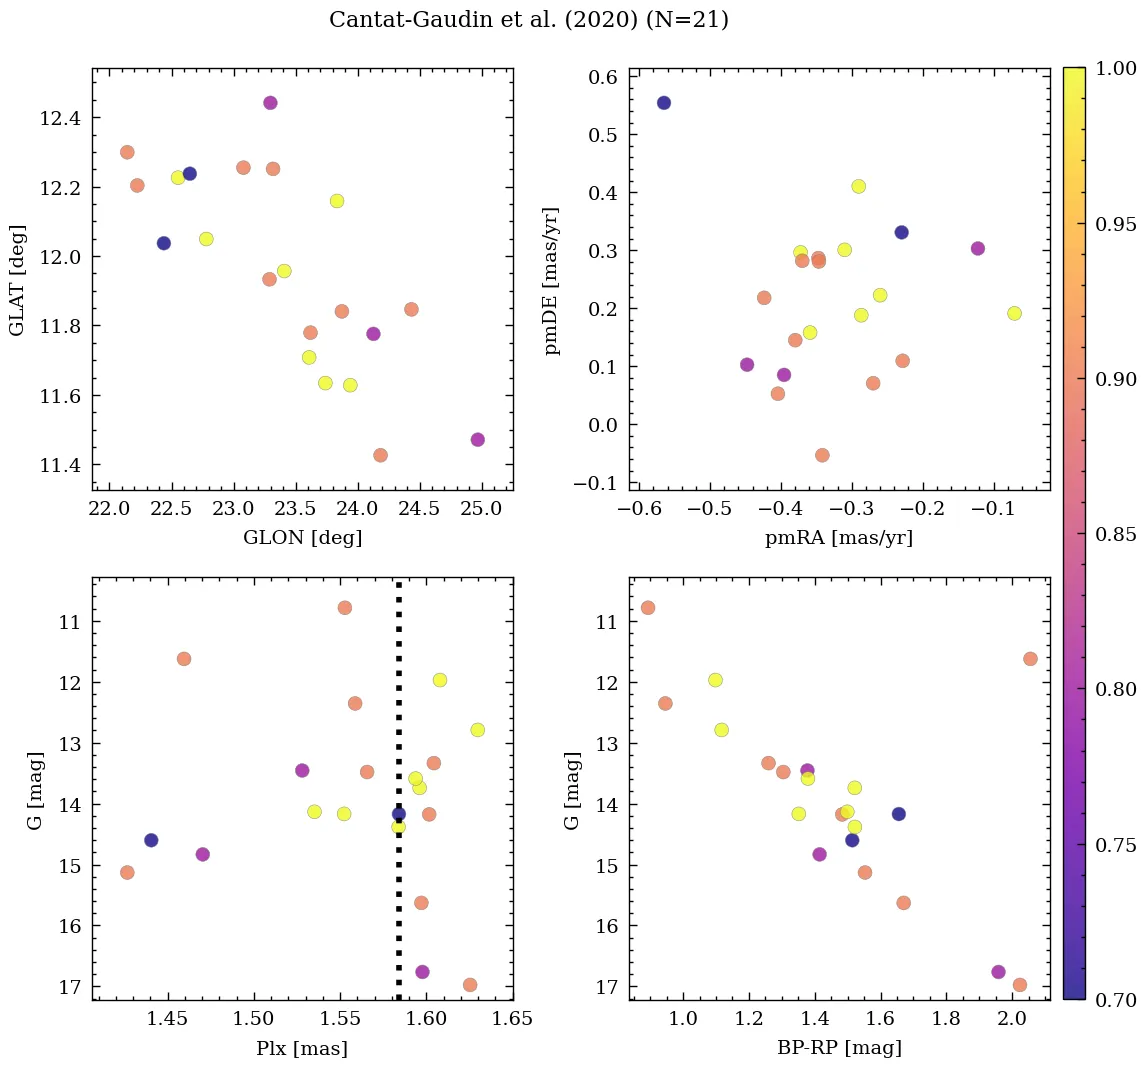 Cantat-Gaudin et al. (2020) (N=21)
12.4
12.2
12.0
11.8
11.6
11.4
GLAT [deg]
22.0 22.5 23.0 23.5 24.0 24.5 25.0
GLON [deg]
0.6
0.5
0.4
0.3
0.2
0.1
0.0
−0.1
pmDE [mas/yr]
−0.6 −0.5 −0.4 −0.3 −0.2 −0.1
pmRA [mas/yr]
1.00
0.95
0.90
0.85
0.80
0.75
0.70
11
12
13
14
15
16
17
G [mag]
1.45 1.50 1.55 1.60 1.65
Plx [mas]
11
12
13
14
15
16
17
G [mag]
1.0 1.2 1.4 1.6 1.8 2.0
BP-RP [mag]